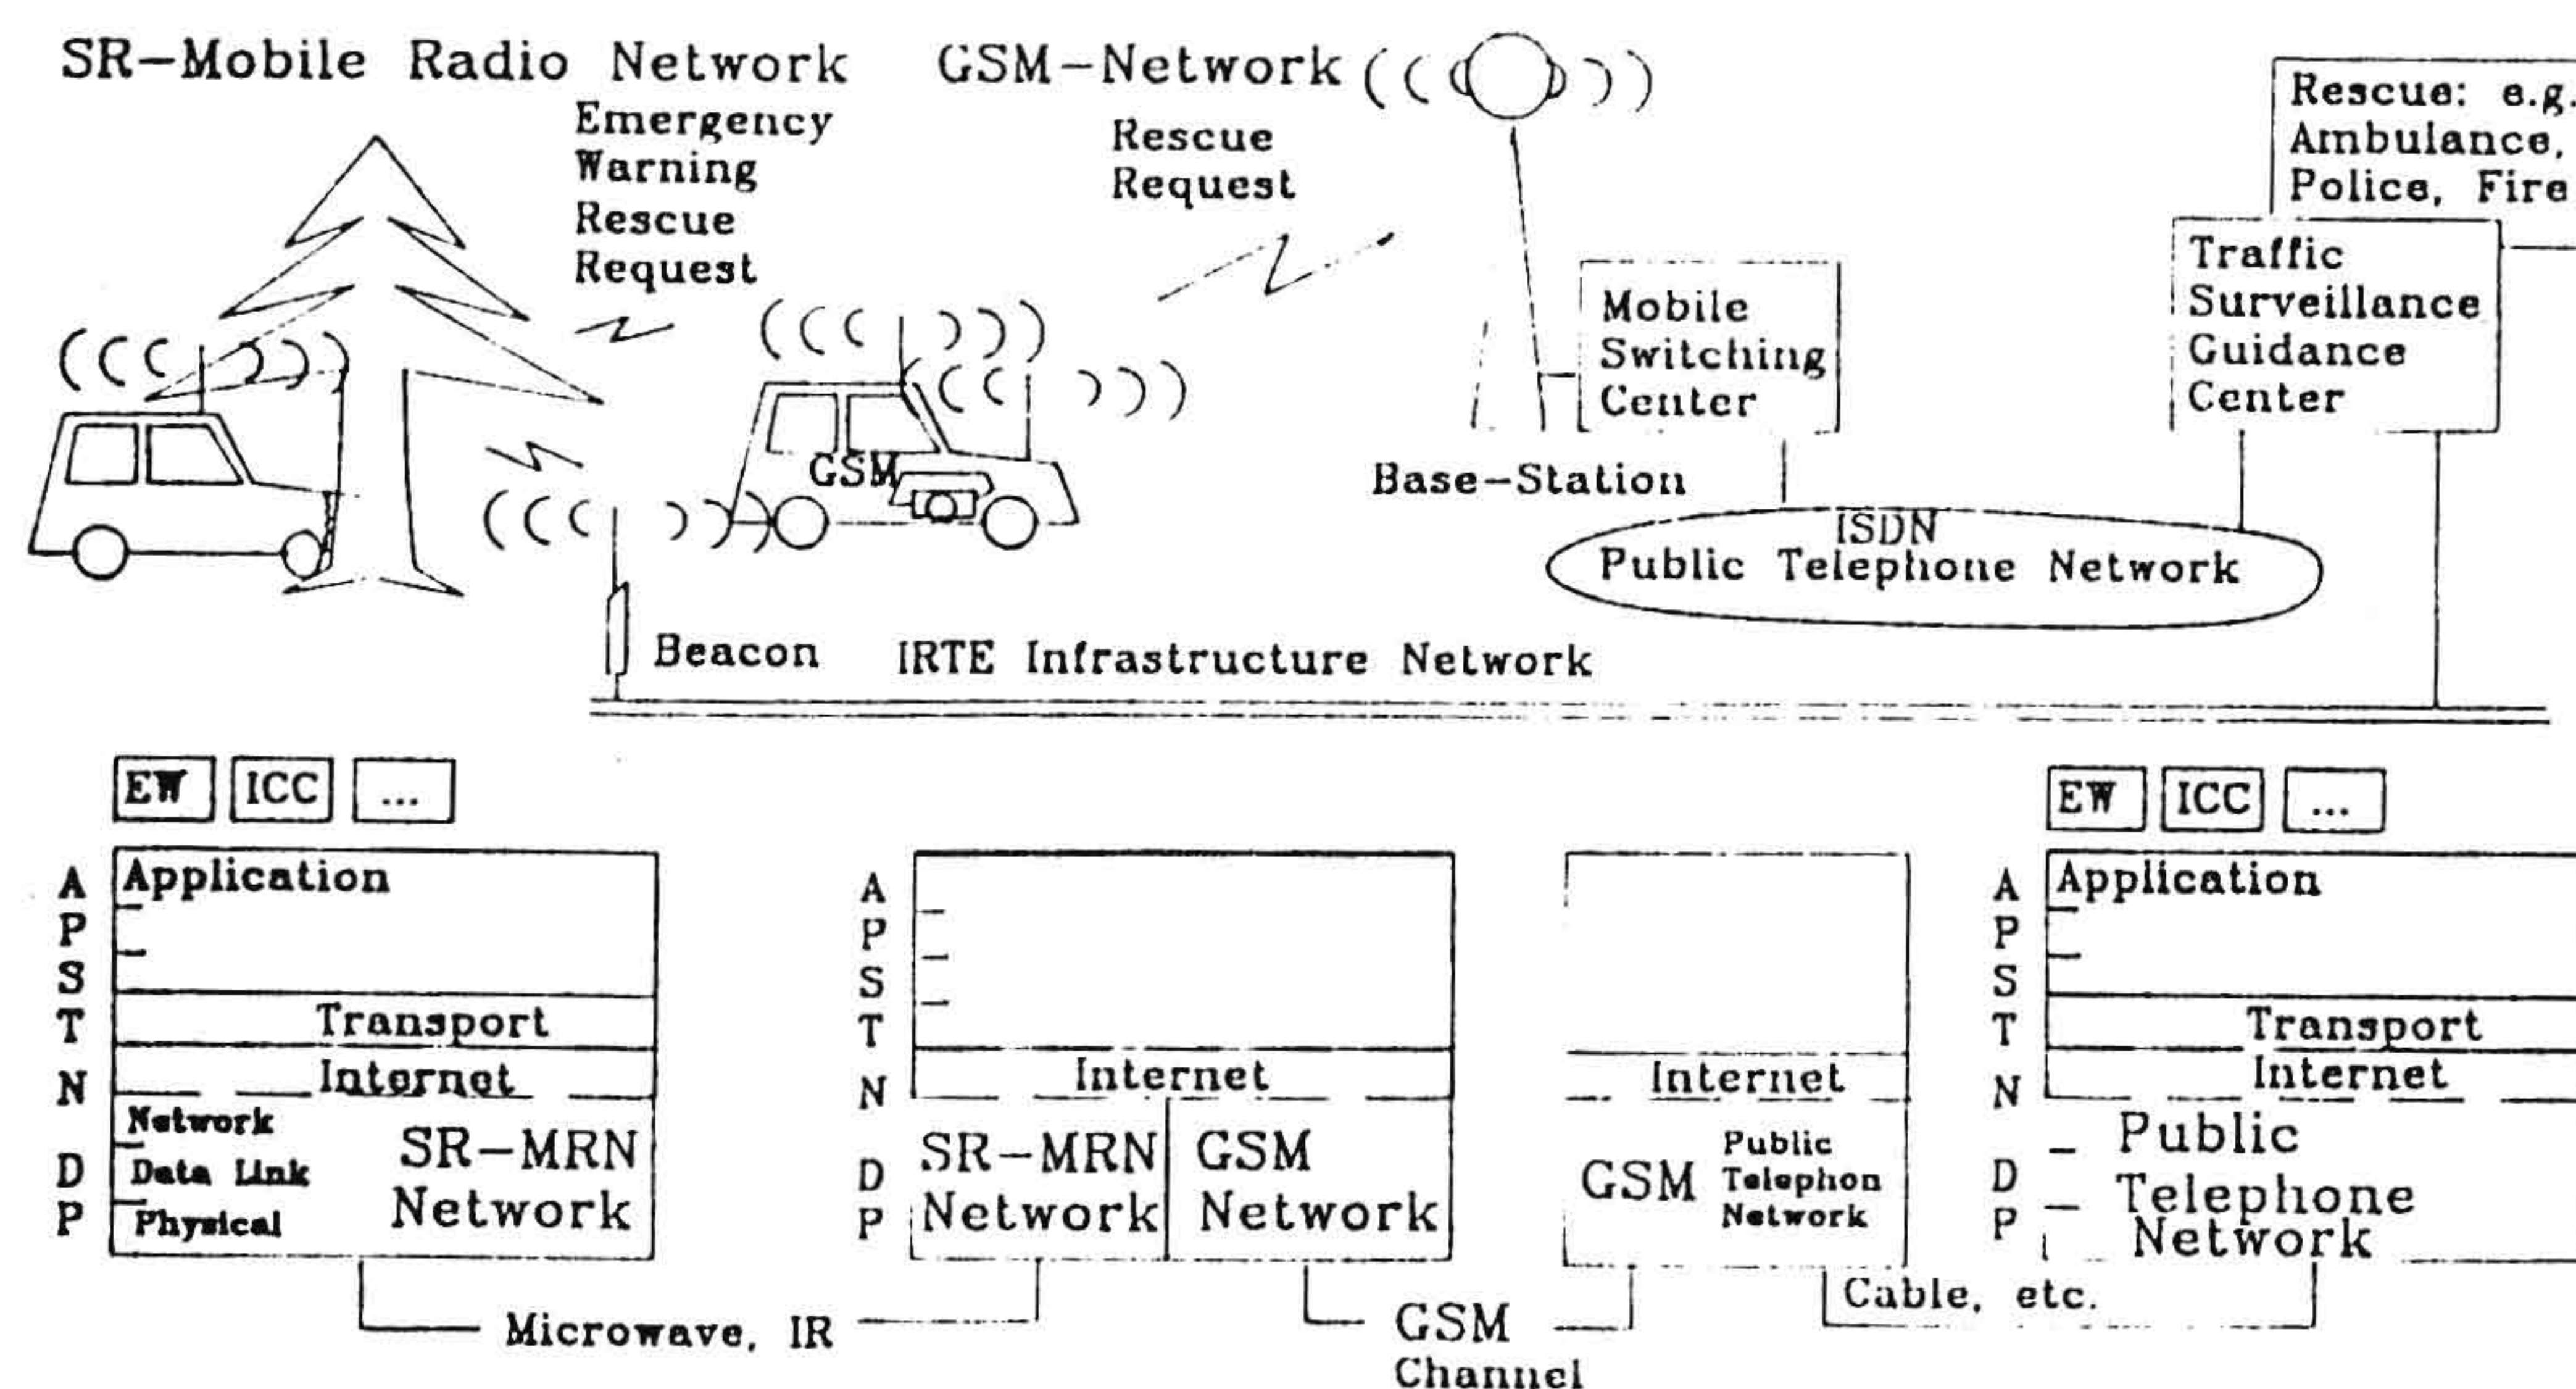 SR-Mobile Radio Network
GSM-Network
Emergency
Warning
Rescue
Request
Rescue
Request
Rescue: e.g.
Ambulance,
Police, Fire
Traffic
Surveillance
Guidance
Center
Mobile
Switching
Center
GSM
Base-Station
ISDN
Public Telephone Network
Beacon
IRTE Infrastructure Network
EW ICC ...
EW ICC ...
A
P
S
T
N
D
P
Application
Transport
Internet
Network
Data Link
Physical
SR-MRN
Network
A
P
S
T
N
D
P
Internet
SR-MRN
Network
GSM
Network
Internet
GSM
Public
Telephon
Network
A
P
S
T
N
D
P
Application
Transport
Internet
Public
Telephone
Network
Microwave, IR
GSM
Channel
Cable, etc.